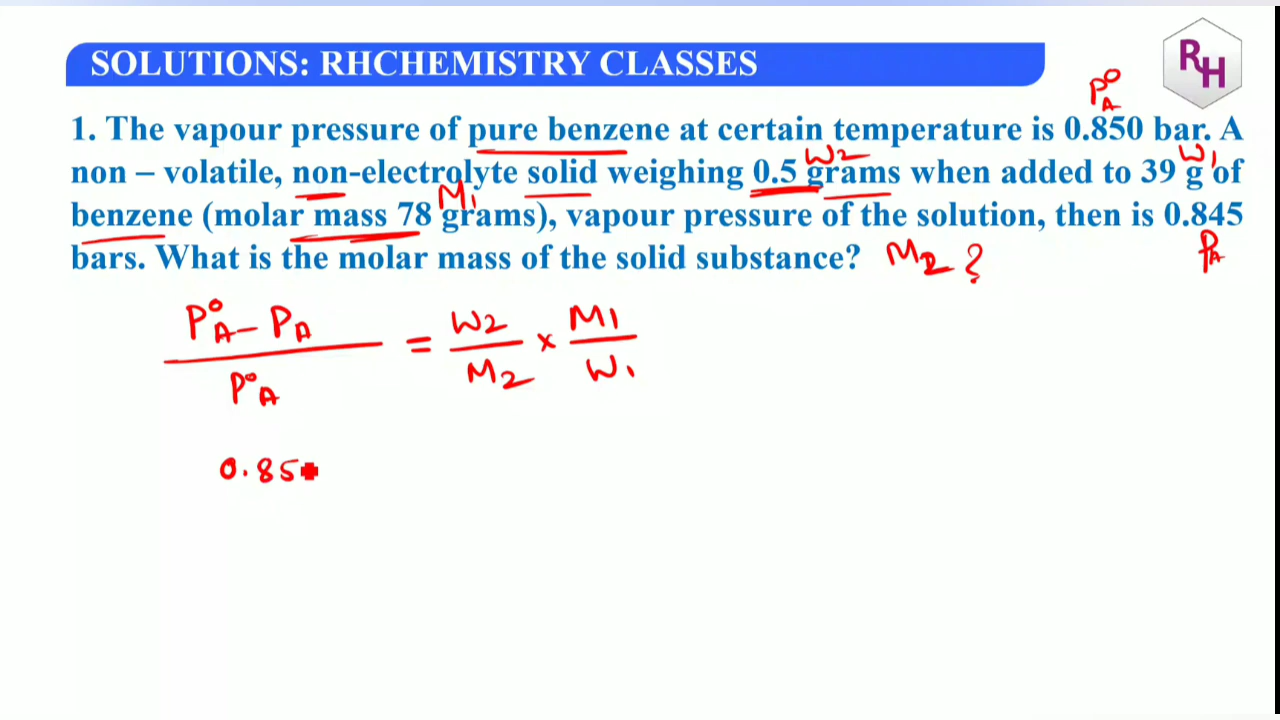 SOLUTIONS: RHCHEMISTRY CLASSES
RH
P°A
1. The vapour pressure of pure benzene at certain temperature is 0.850 bar. A
W2 W1
non – volatile, non-electrolyte solid weighing 0.5 grams when added to 39 g of
M1
benzene (molar mass 78 grams), vapour pressure of the solution, then is 0.845
bars. What is the molar mass of the solid substance? M2 ? PA
P°A - PA / P°A = W2 / M2 × M1 / W1
0.85